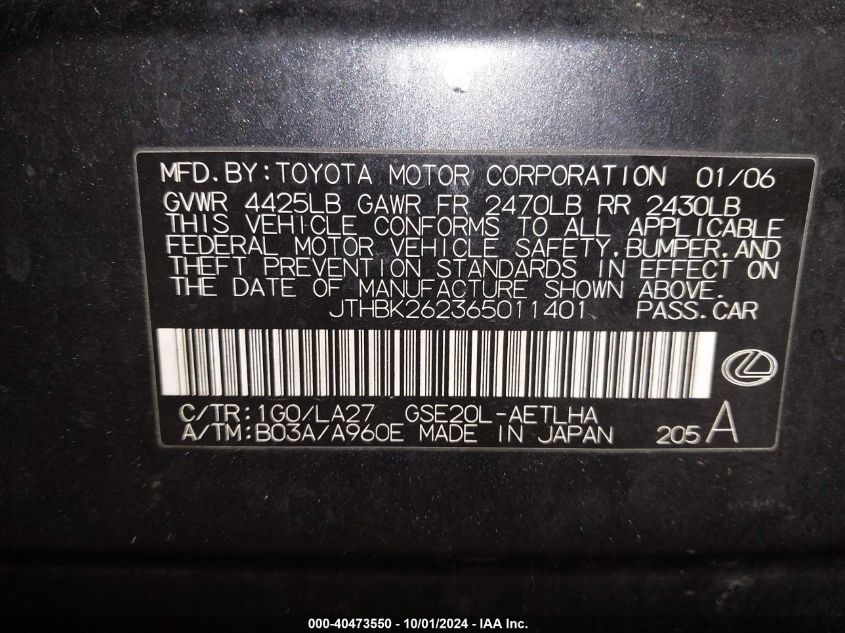 MFD.BY:TOYOTA MOTOR CORPORATION 01/06
GVWR 4425LB GAWR FR 2470LB RR 2430LB
THIS VEHICLE CONFORMS TO ALL APPLICABLE
FEDERAL MOTOR VEHICLE SAFETY,BUMPER,AND
THEFT PREVENTION STANDARDS IN EFFECT ON
THE DATE OF MANUFACTURE SHOWN ABOVE.
JTHBK262365011401 PASS.CAR
C/TR:1G0/LA27 GSE20L-AETLHA
A/TM:B03A/A960E MADE IN JAPAN 205 A
000-40473550 - 10/01/2024 - IAA Inc.